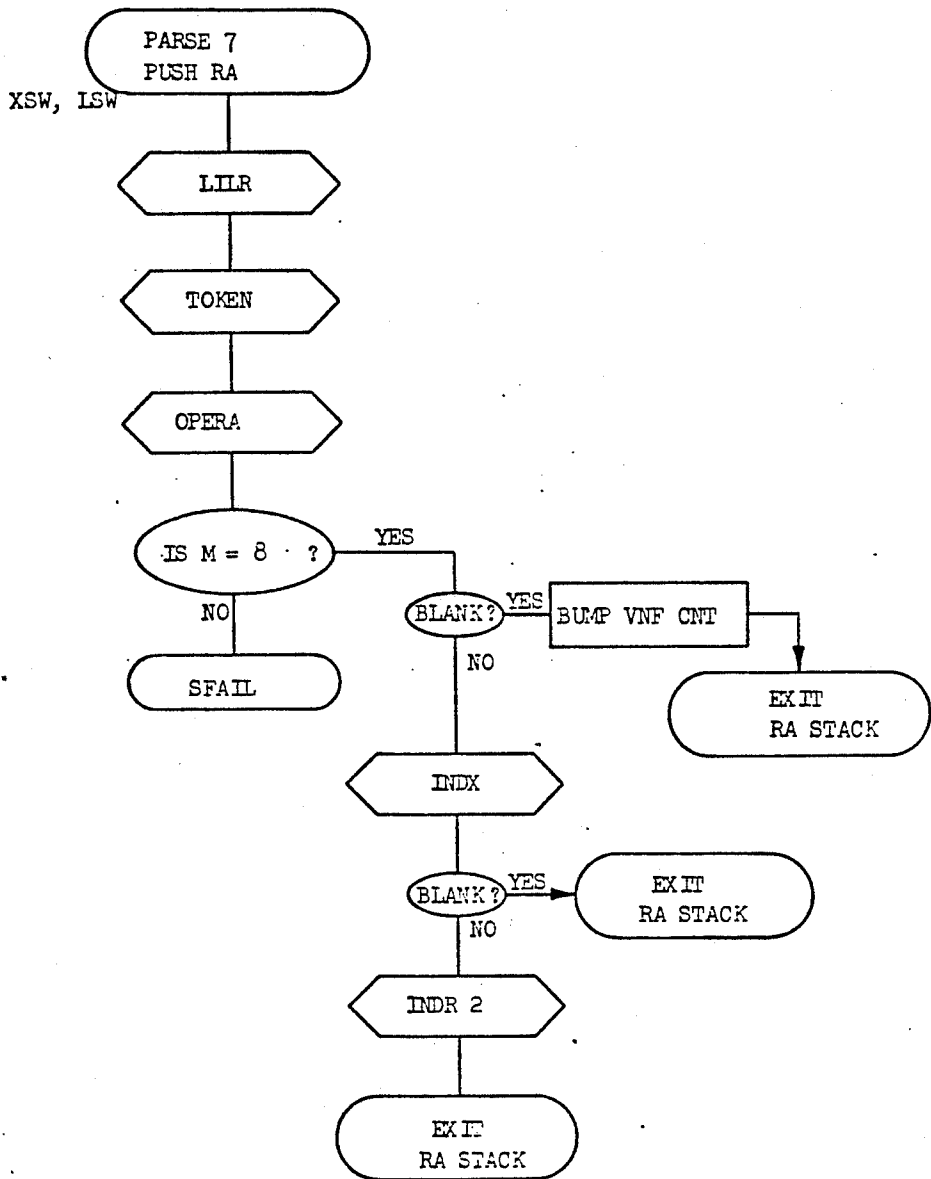 PARSE 7
PUSH RA
XSW, LSW
LILR
TOKEN
OPERA
IS M = 8 ?
YES
NO
BLANK?
YES
BUMP VNF CNT
NO
SFAIL
EXIT
RA STACK
INDX
BLANK?
YES
EXIT
RA STACK
NO
INDR 2
EXIT
RA STACK